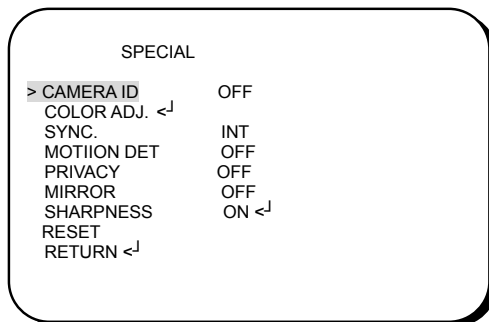 SPECIAL
> CAMERA ID OFF
COLOR ADJ. <┘
SYNC. INT
MOTIION DET OFF
PRIVACY OFF
MIRROR OFF
SHARPNESS ON <┘
RESET
RETURN <┘